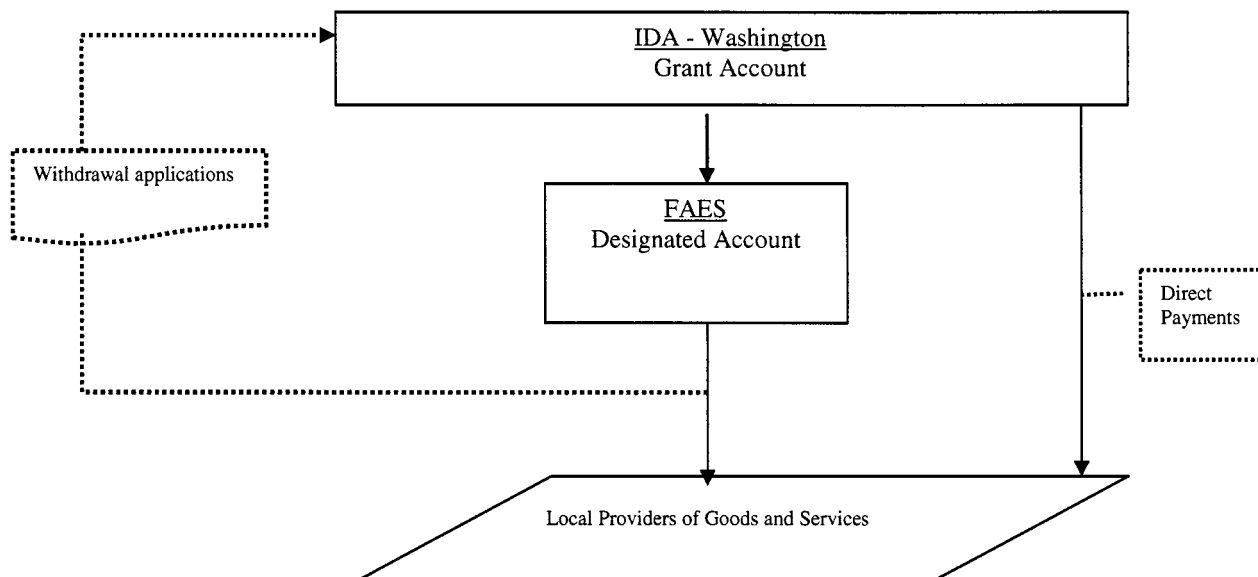 IDA - Washington
Grant Account
Withdrawal applications
FAES
Designated Account
Direct
Payments
Local Providers of Goods and Services